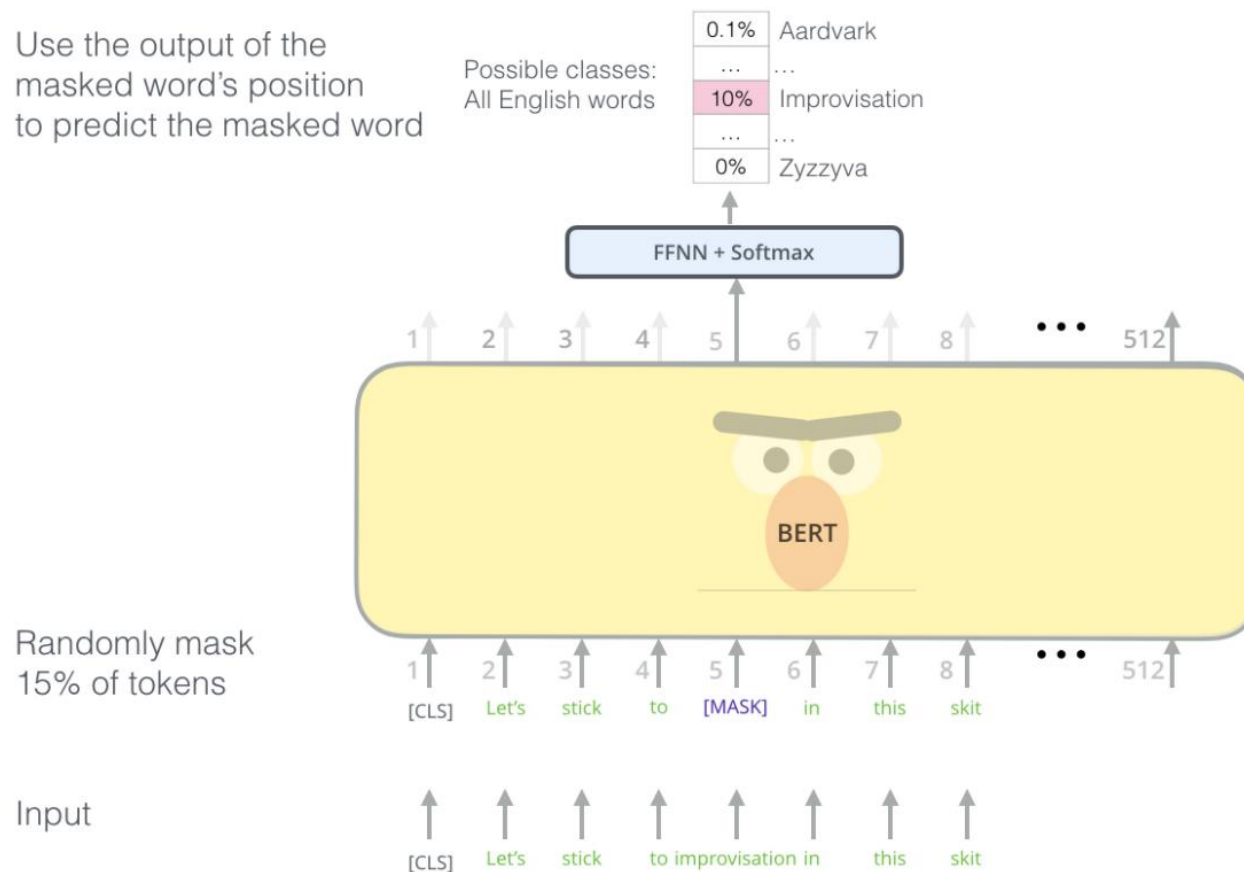 Use the output of the
masked word's position
to predict the masked word
Possible classes:
All English words
0.1% Aardvark
... ...
10% Improvisation
... ...
0% Zyzzyva
FFNN + Softmax
1 2 3 4 5 6 7 8 ••• 512
BERT
Randomly mask
15% of tokens
1 2 3 4 5 6 7 8 ••• 512
[CLS] Let's stick to [MASK] in this skit
Input
[CLS] Let's stick to improvisation in this skit